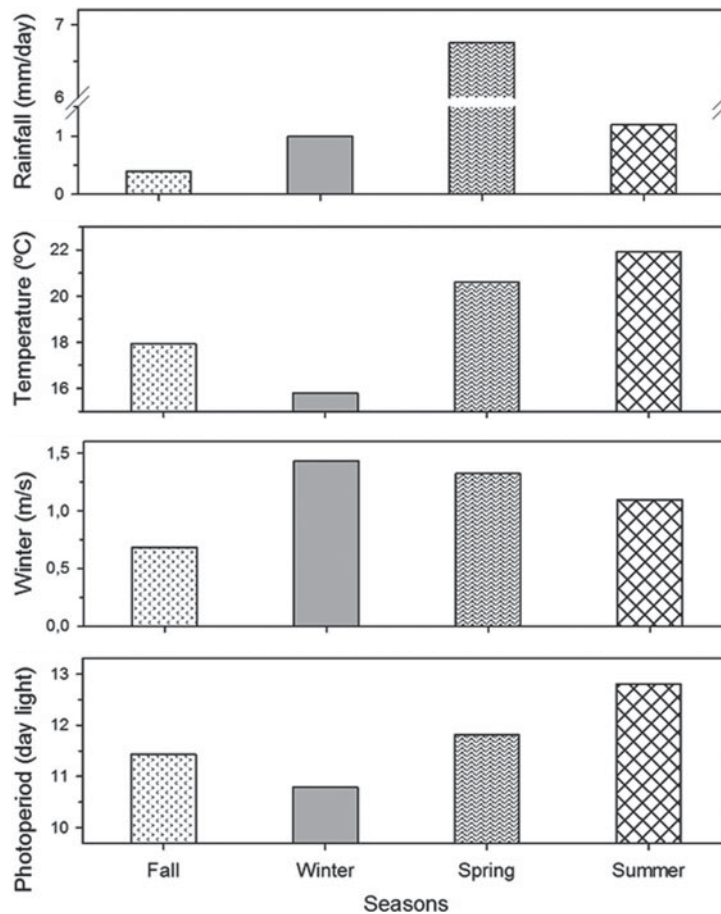 Rainfall (mm/day)
7
6
1
0
Temperature (ºC)
22
20
18
16
Winter (m/s)
1,5
1,0
0,5
0,0
Photoperiod (day light)
13
12
11
10
Fall Winter Spring Summer
Seasons